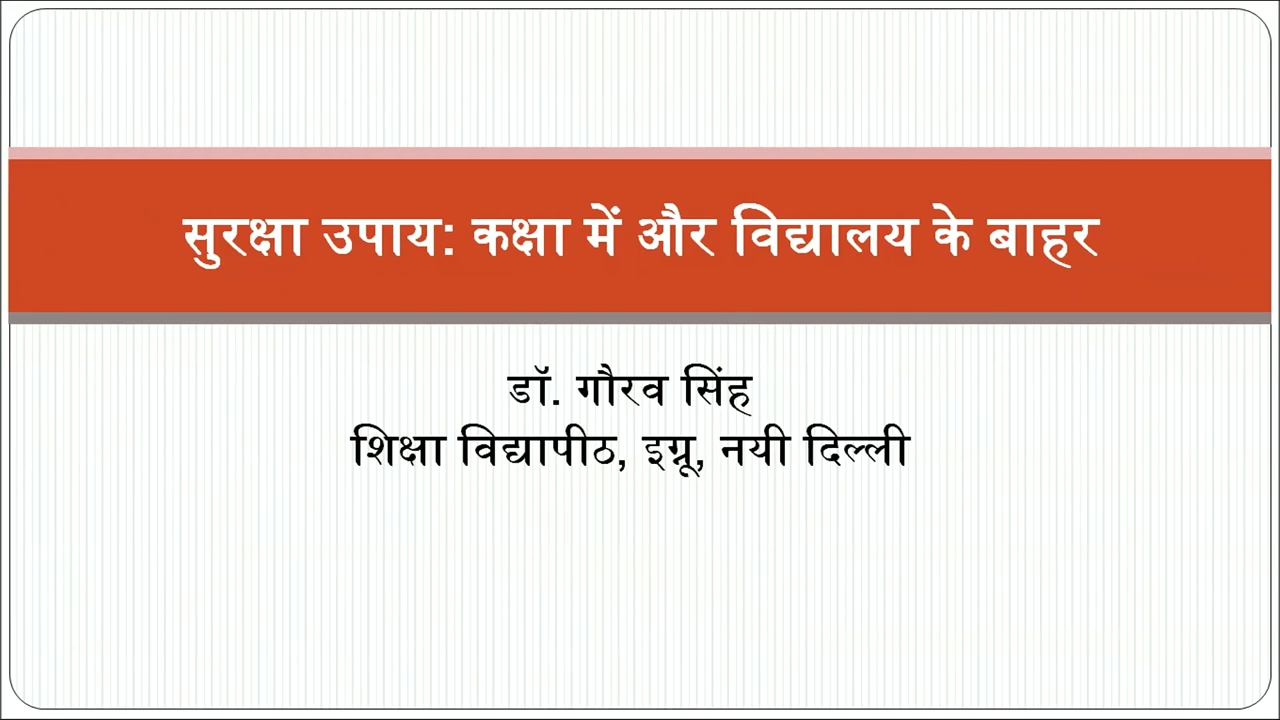 सुरक्षा उपाय: कक्षा में और विद्यालय के बाहर
डॉ. गौरव सिंह
शिक्षा विद्यापीठ, इग्नू, नयी दिल्ली